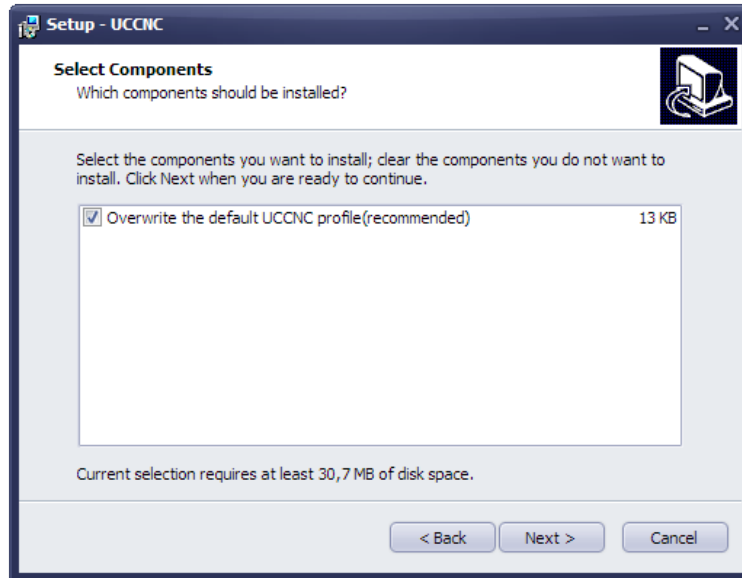 Setup - UCCNC
Select Components
Which components should be installed?
Select the components you want to install; clear the components you do not want to
install. Click Next when you are ready to continue.
Overwrite the default UCCNC profile(recommended) 13 KB
Current selection requires at least 30,7 MB of disk space.
< Back Next > Cancel